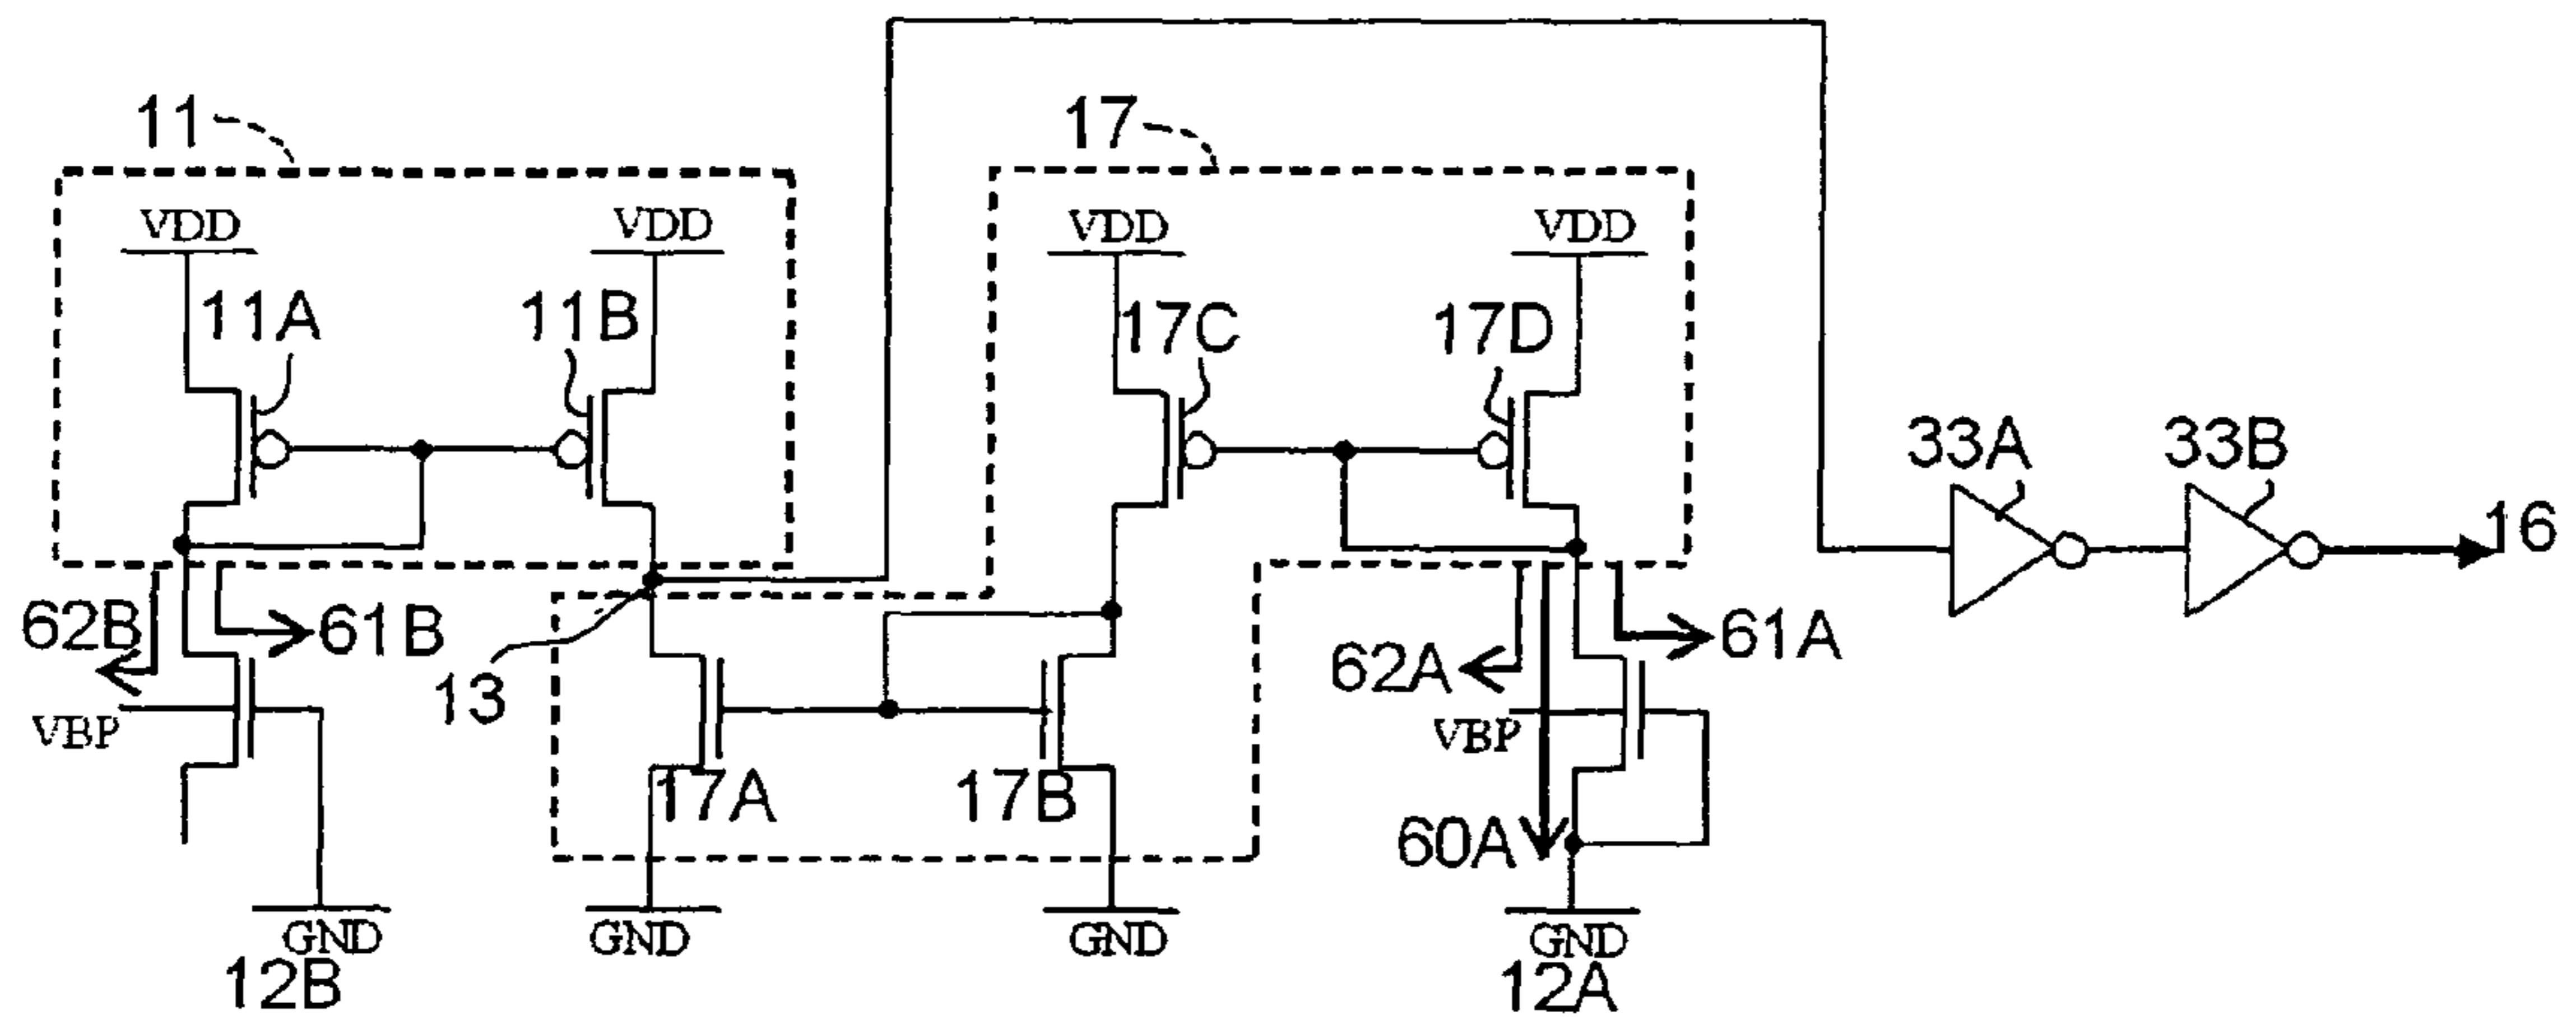 11
17
VDD
VDD
VDD
VDD
11A
11B
17C
17D
33A
33B
16
62B
61B
13
62A
61A
VBP
VBP
17A
17B
60A
GND
GND
GND
GND
12B
12A